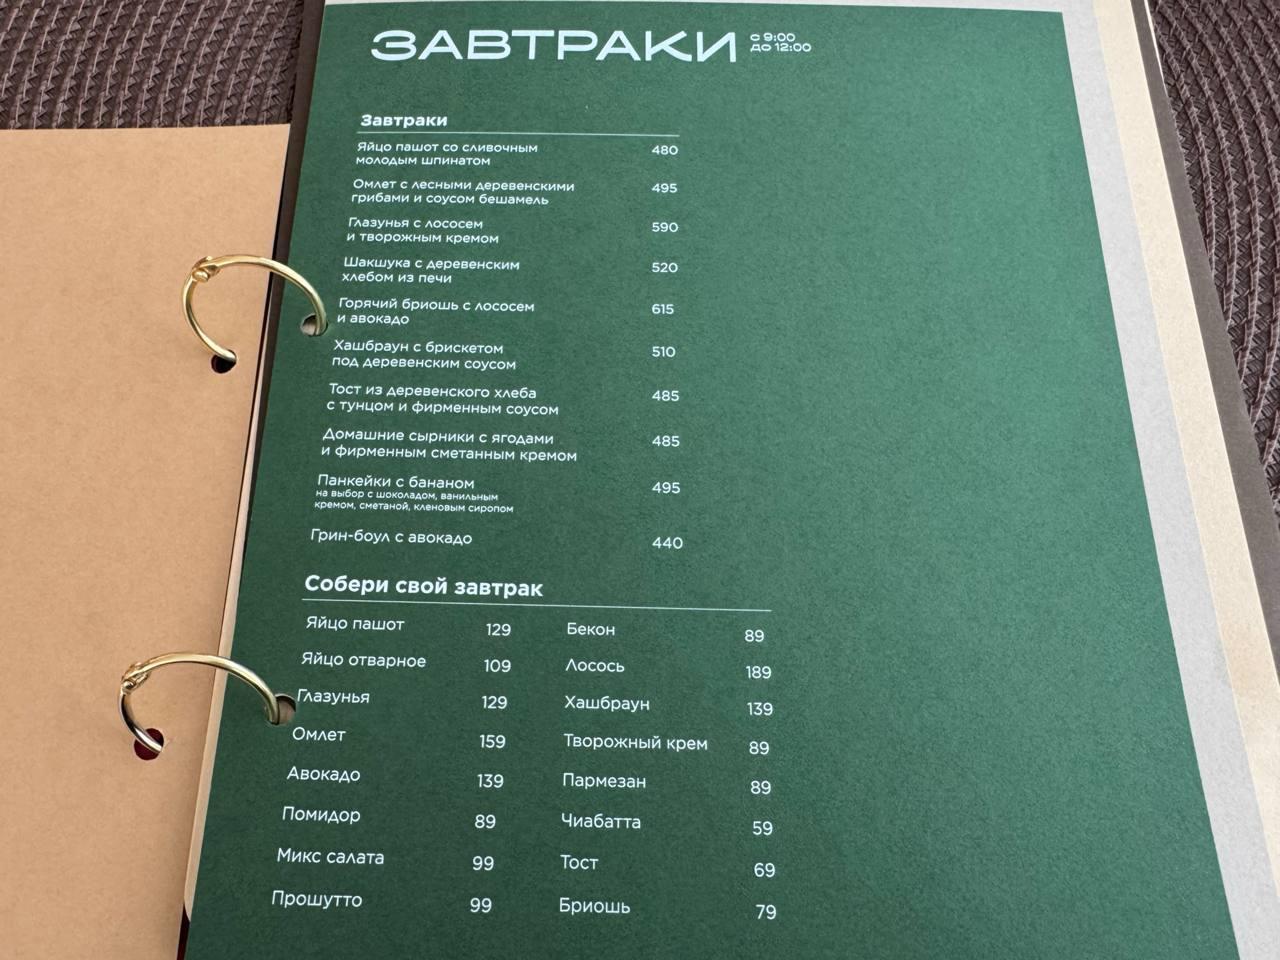 ЗАВТРАКИ
с 9:00
до 12:00
Завтраки
Яйцо пашот со сливочным
молодым шпинатом 480
Омлет с лесными деревенскими
грибами и соусом бешамель 495
Глазунья с лососем
и творожным кремом 590
Шакшука с деревенским
хлебом из печи 520
Горячий бриошь с лососем
и авокадо 615
Хашбраун с брискетом
под деревенским соусом 510
Тост из деревенского хлеба
с тунцом и фирменным соусом 485
Домашние сырники с ягодами
и фирменным сметанным кремом 485
Панкейки с бананом 495
на выбор с шоколадом, ванильным
кремом, сметаной, кленовым сиропом
Грин-боул с авокадо 440
Собери свой завтрак
Яйцо пашот 129 Бекон 89
Яйцо отварное 109 Лосось 189
Глазунья 129 Хашбраун 139
Омлет 159 Творожный крем 89
Авокадо 139 Пармезан 89
Помидор 89 Чиабатта 59
Микс салата 99 Тост 69
Прошутто 99 Бриошь 79